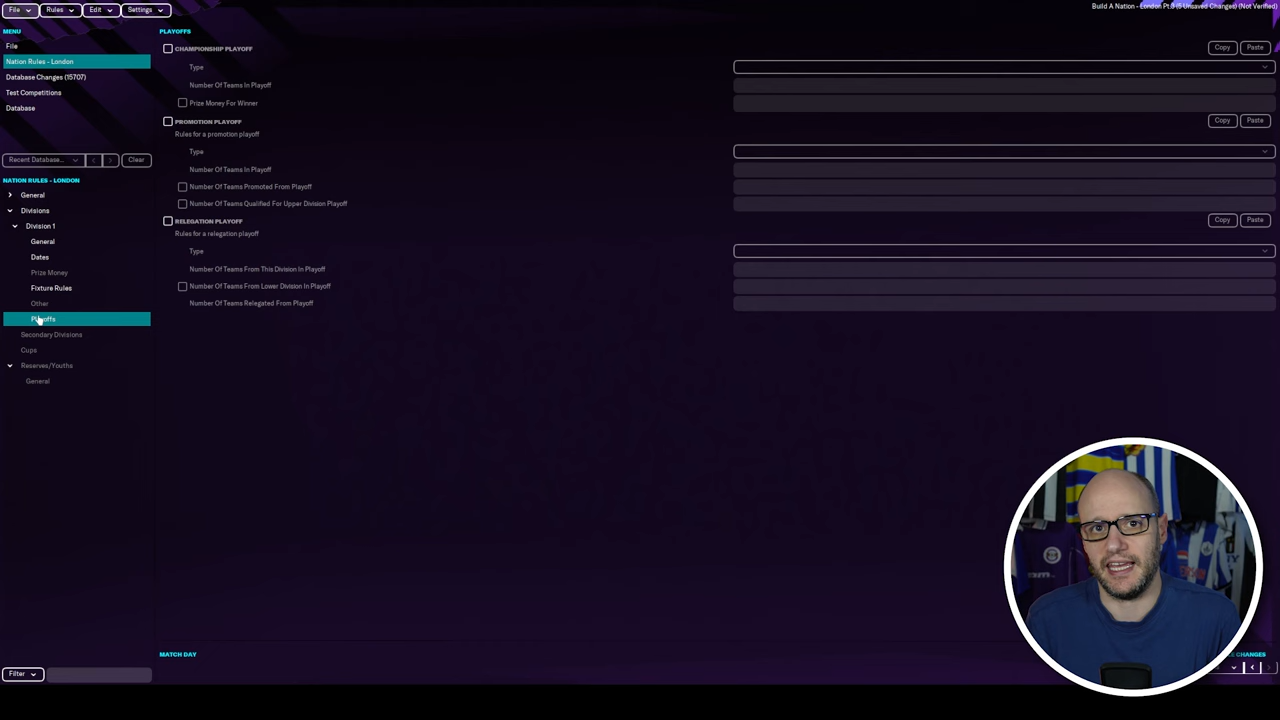 File Rules Edit Settings
Build A Nation - London Pt.3 (5 Unsaved Changes) (Not Verified)
MENU
File
Nation Rules - London
Database Changes (15707)
Test Competitions
Database
Recent Database... Clear
NATION RULES - LONDON
General
Divisions
Division 1
General
Dates
Prize Money
Fixture Rules
Other
Playoffs
Secondary Divisions
Cups
Reserves/Youths
General
Filter
PLAYOFFS
CHAMPIONSHIP PLAYOFF Copy Paste
Type
Number Of Teams In Playoff
Prize Money For Winner
PROMOTION PLAYOFF Copy Paste
Rules for a promotion playoff
Type
Number Of Teams In Playoff
Number Of Teams Promoted From Playoff
Number Of Teams Qualified For Upper Division Playoff
RELEGATION PLAYOFF Copy Paste
Rules for a relegation playoff
Type
Number Of Teams From This Division In Playoff
Number Of Teams From Lower Division In Playoff
Number Of Teams Relegated From Playoff
MATCH DAY
CHANGES